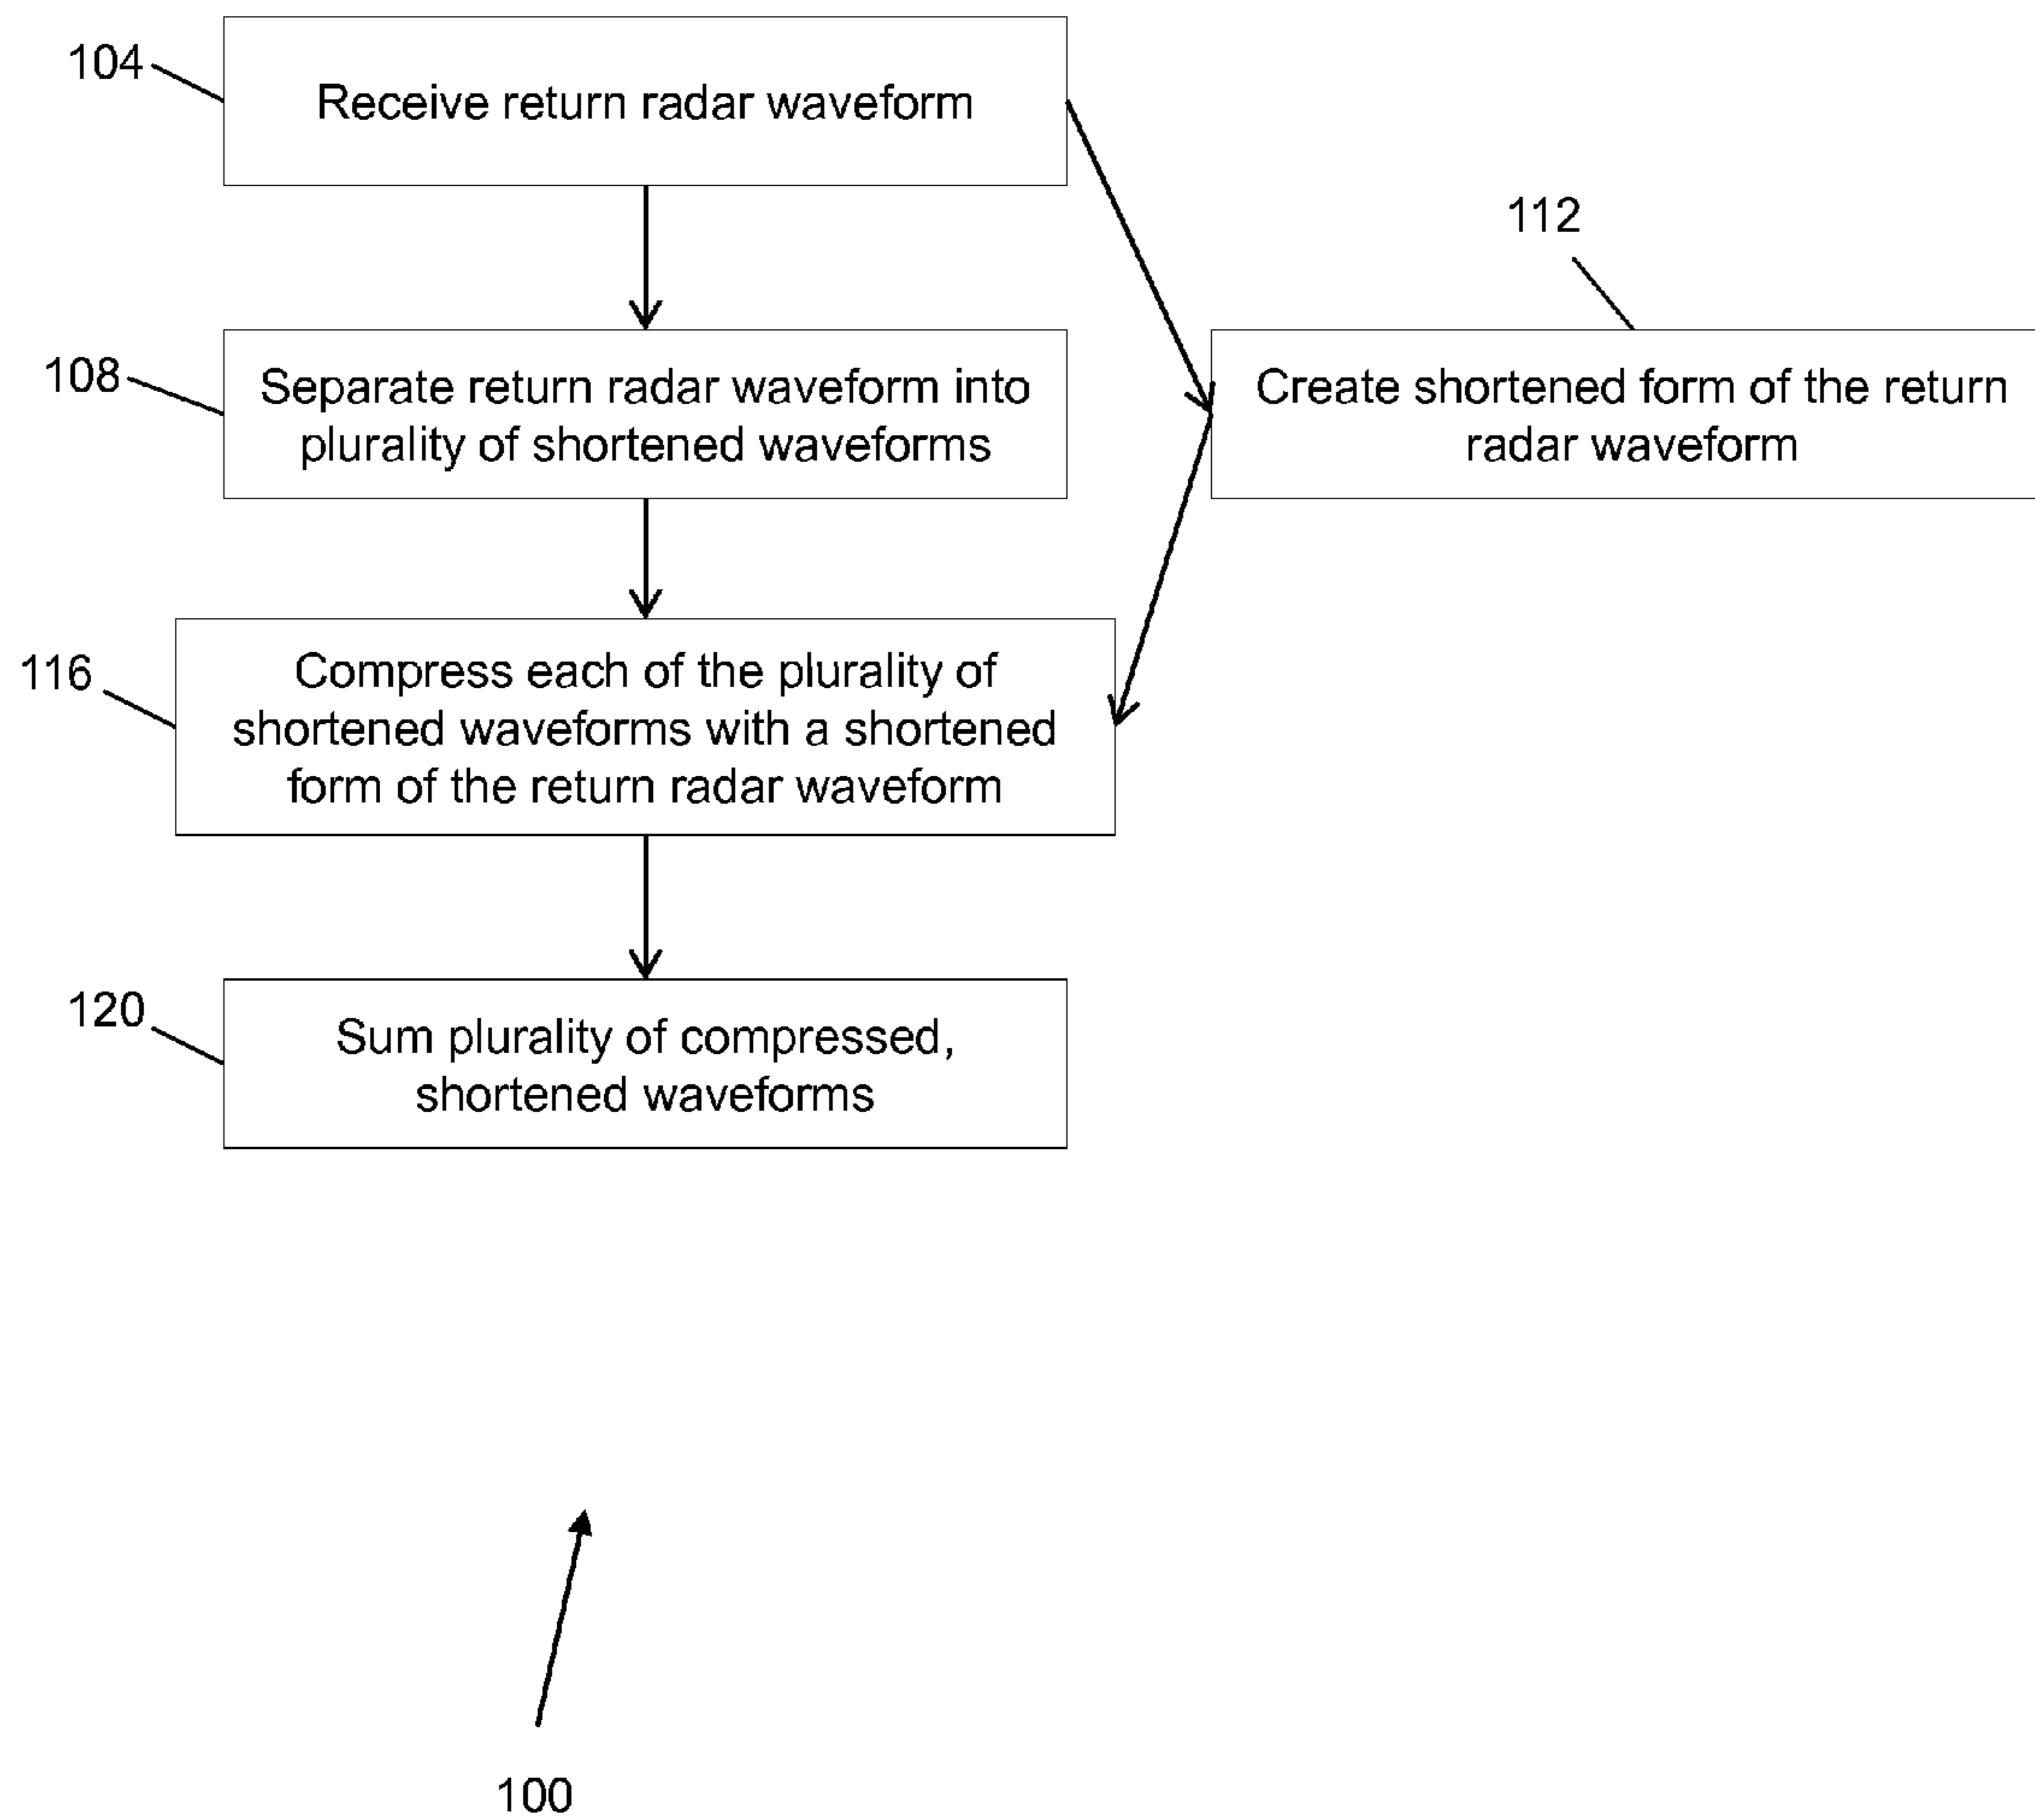 104
Receive return radar waveform
112
108
Separate return radar waveform into
plurality of shortened waveforms
Create shortened form of the return
radar waveform
116
Compress each of the plurality of
shortened waveforms with a shortened
form of the return radar waveform
120
Sum plurality of compressed,
shortened waveforms
100